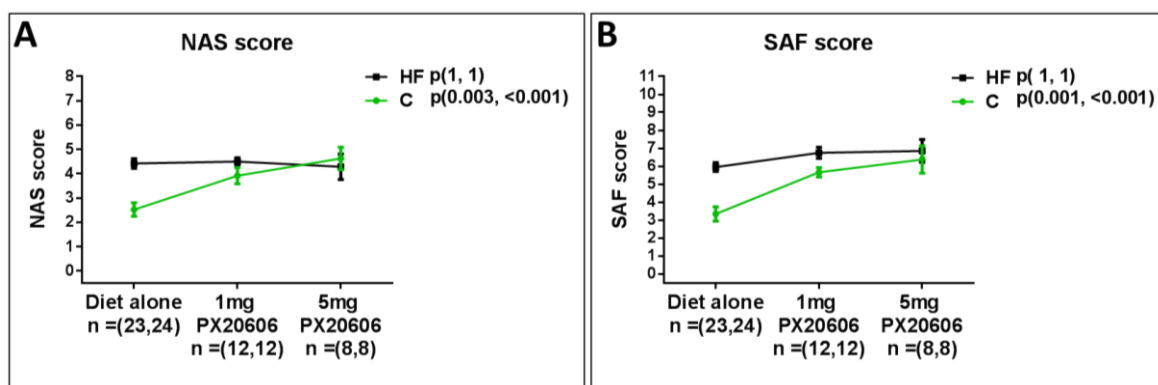 A
NAS score
HF p(1, 1)
C p(0.003, <0.001)
NAS score
8
7
6
5
4
3
2
1
0
Diet alone
n =(23,24)
1mg
PX20606
n =(12,12)
5mg
PX20606
n =(8,8)
B
SAF score
HF p( 1, 1)
C p(0.001, <0.001)
SAF score
11
10
9
8
7
6
5
4
3
2
1
0
Diet alone
n =(23,24)
1mg
PX20606
n =(12,12)
5mg
PX20606
n =(8,8)